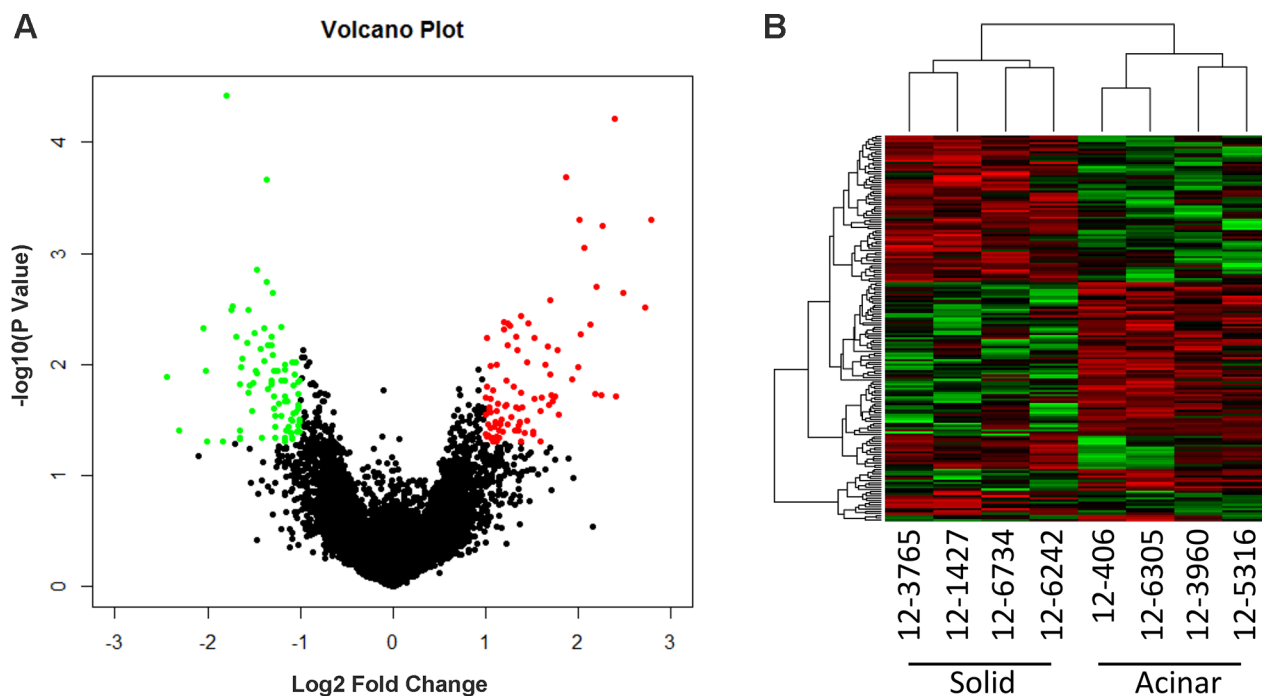 A
Volcano Plot
-log10(P Value)
4
3
2
1
0
-3 -2 -1 0 1 2 3
Log2 Fold Change
B
12-3765
12-1427
12-6734
12-6242
12-406
12-6305
12-3960
12-5316
Solid Acinar